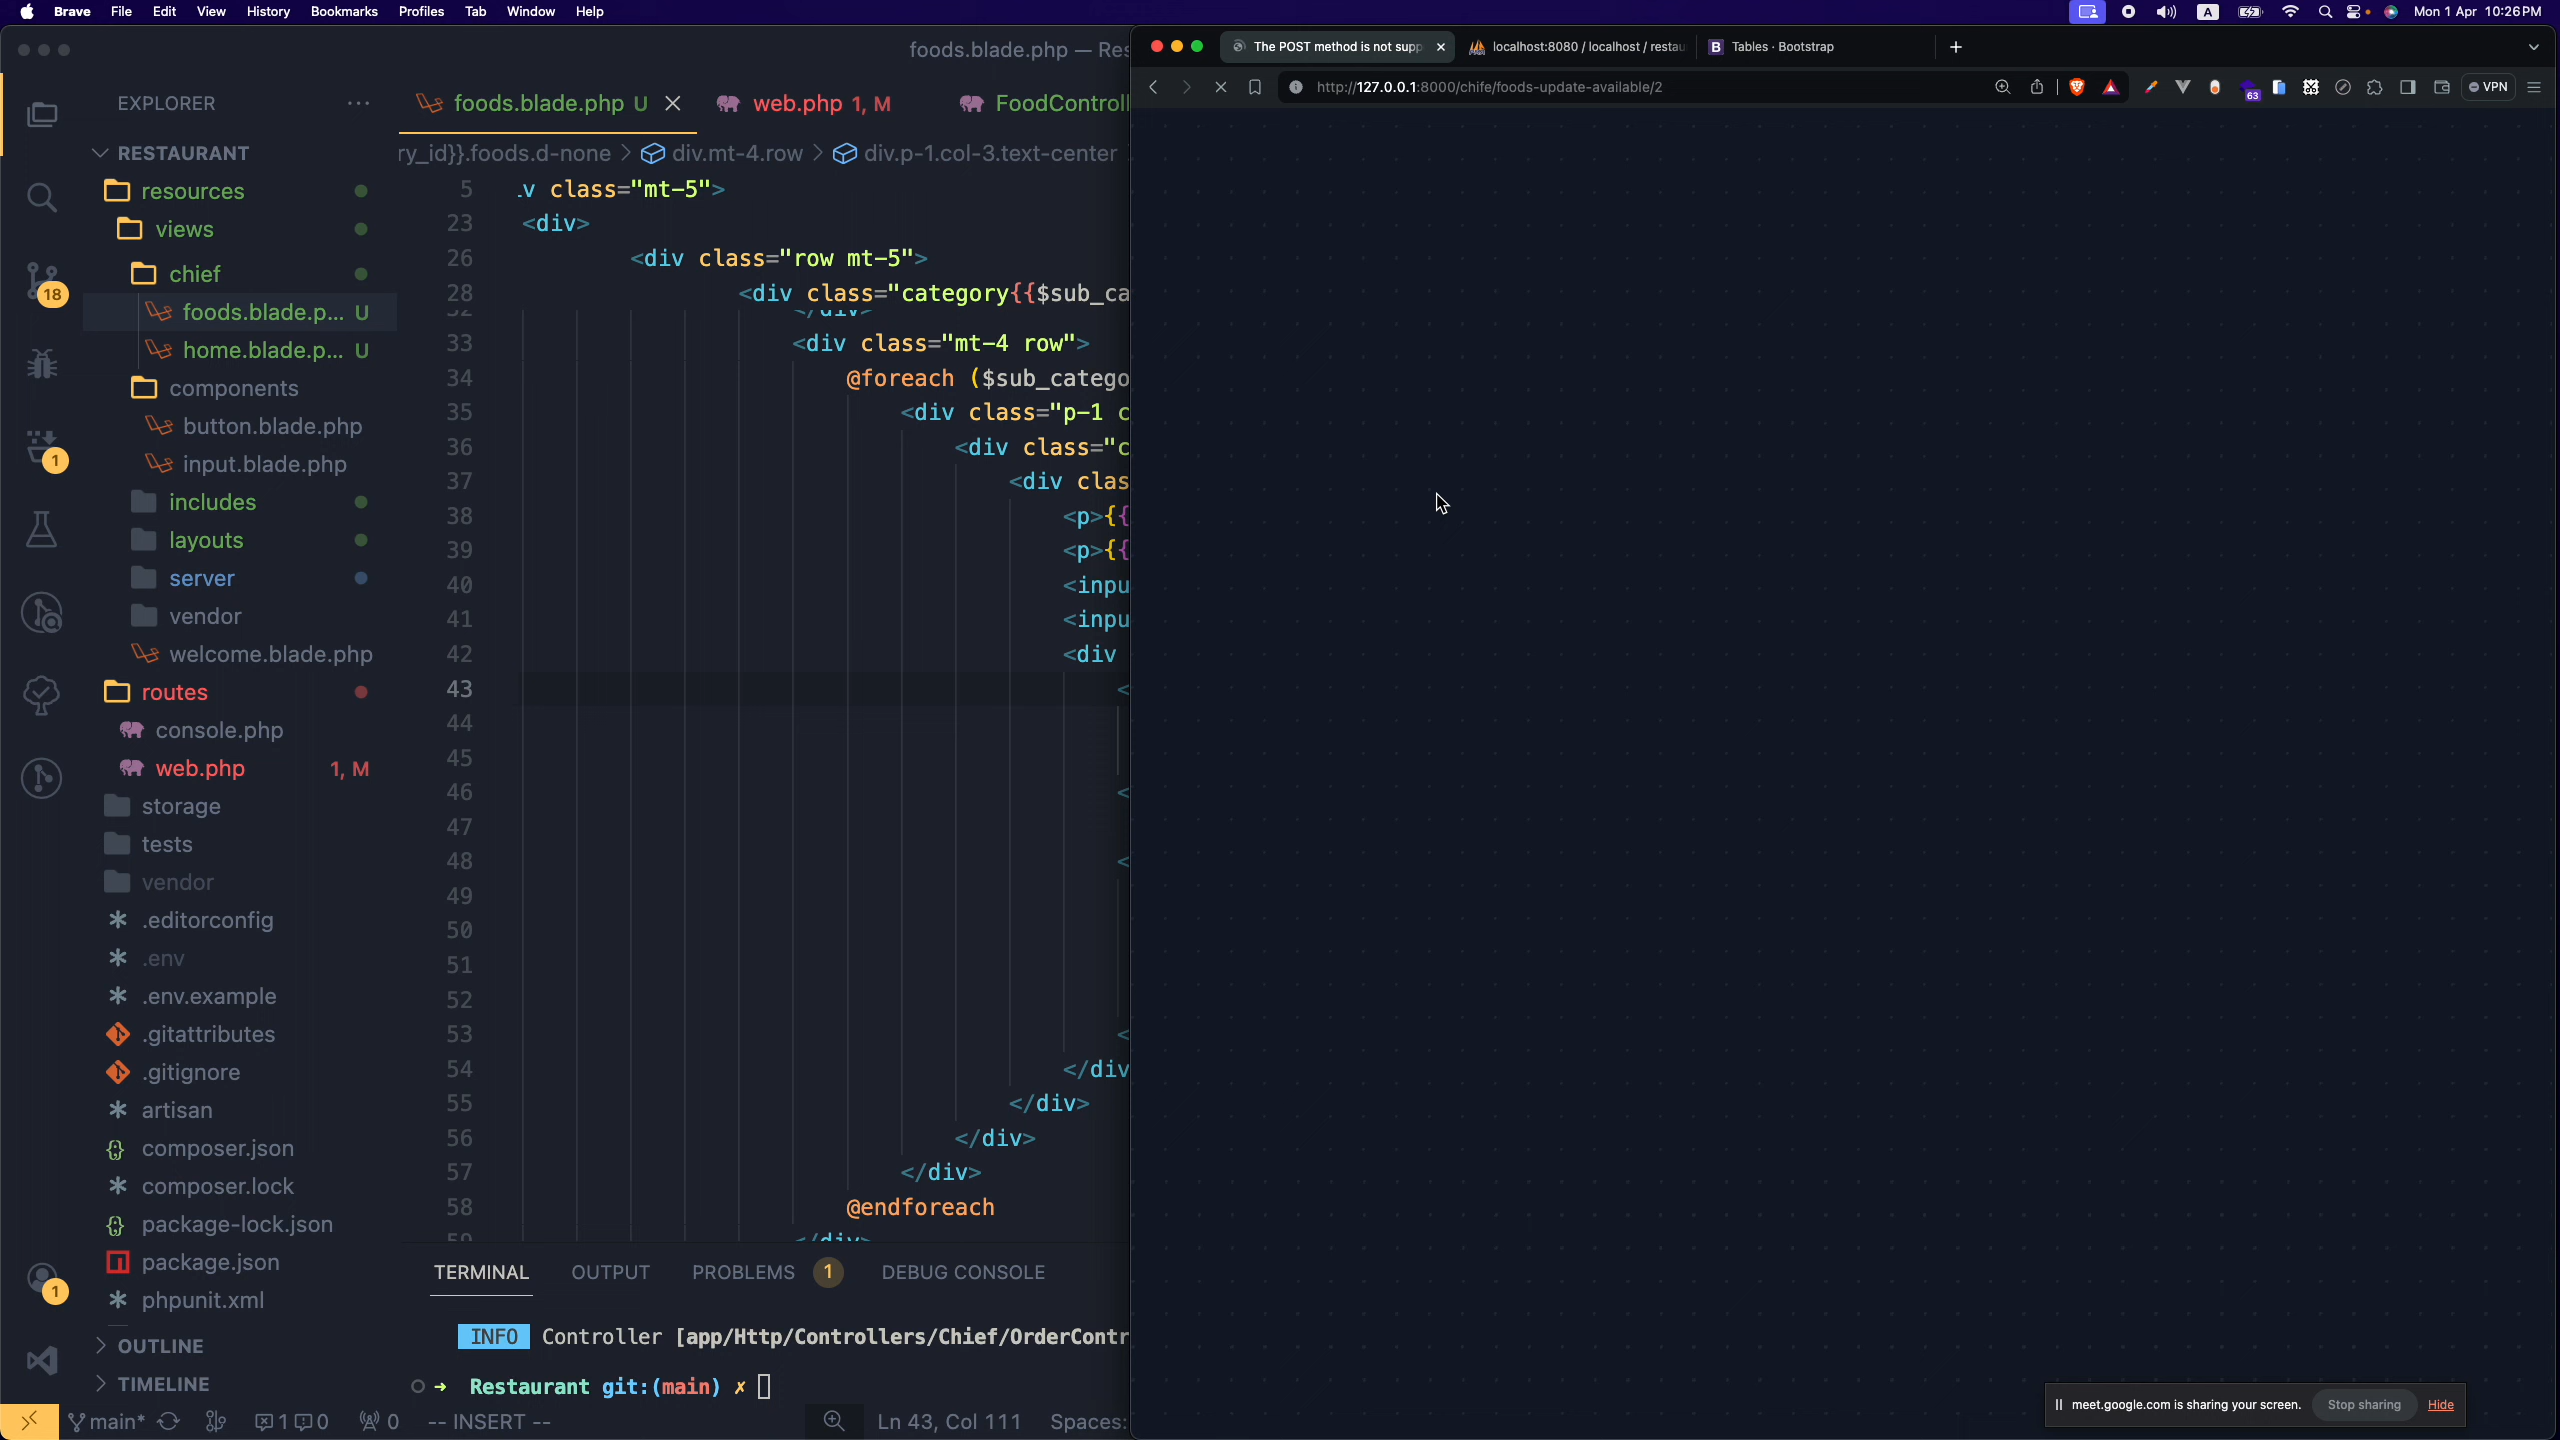 Brave File Edit View History Bookmarks Profiles Tab Window Help
A Mon 1 Apr 10:26PM
foods.blade.php — Res
The POST method is not supp
localhost:8080 / localhost / restau
Tables · Bootstrap
http://127.0.0.1:8000/chife/foods-update-available/2
63
VPN
EXPLORER
foods.blade.php U
web.php 1, M
FoodControll
RESTAURANT
ry_id}}.foods.d-none > div.mt-4.row > div.p-1.col-3.text-center
resources
views
chief
foods.blade.p... U
home.blade.p... U
components
button.blade.php
input.blade.php
includes
layouts
server
vendor
welcome.blade.php
routes
console.php
web.php 1, M
storage
tests
vendor
.editorconfig
.env
.env.example
.gitattributes
.gitignore
artisan
composer.json
composer.lock
package-lock.json
package.json
phpunit.xml
OUTLINE
TIMELINE
18
1
1
5 v class="mt-5">
23 <div>
26 <div class="row mt-5">
28 <div class="category{{$sub_ca
32 </div>
33 <div class="mt-4 row">
34 @foreach ($sub_catego
35 <div class="p-1 c
36 <div class="c
37 <div clas
38 <p>{{
39 <p>{{
40 <inpu
41 <inpu
42 <div
43 <
44
45
46 <
47
48 <
49
50
51
52
53 <
54 </div
55 </div>
56 </div>
57 </div>
58 @endforeach
59 </div>
TERMINAL OUTPUT PROBLEMS 1 DEBUG CONSOLE
INFO Controller [app/Http/Controllers/Chief/OrderContr
➜ Restaurant git:(main) ✗
main* 1 0 0 -- INSERT -- Ln 43, Col 111 Spaces:
meet.google.com is sharing your screen. Stop sharing Hide